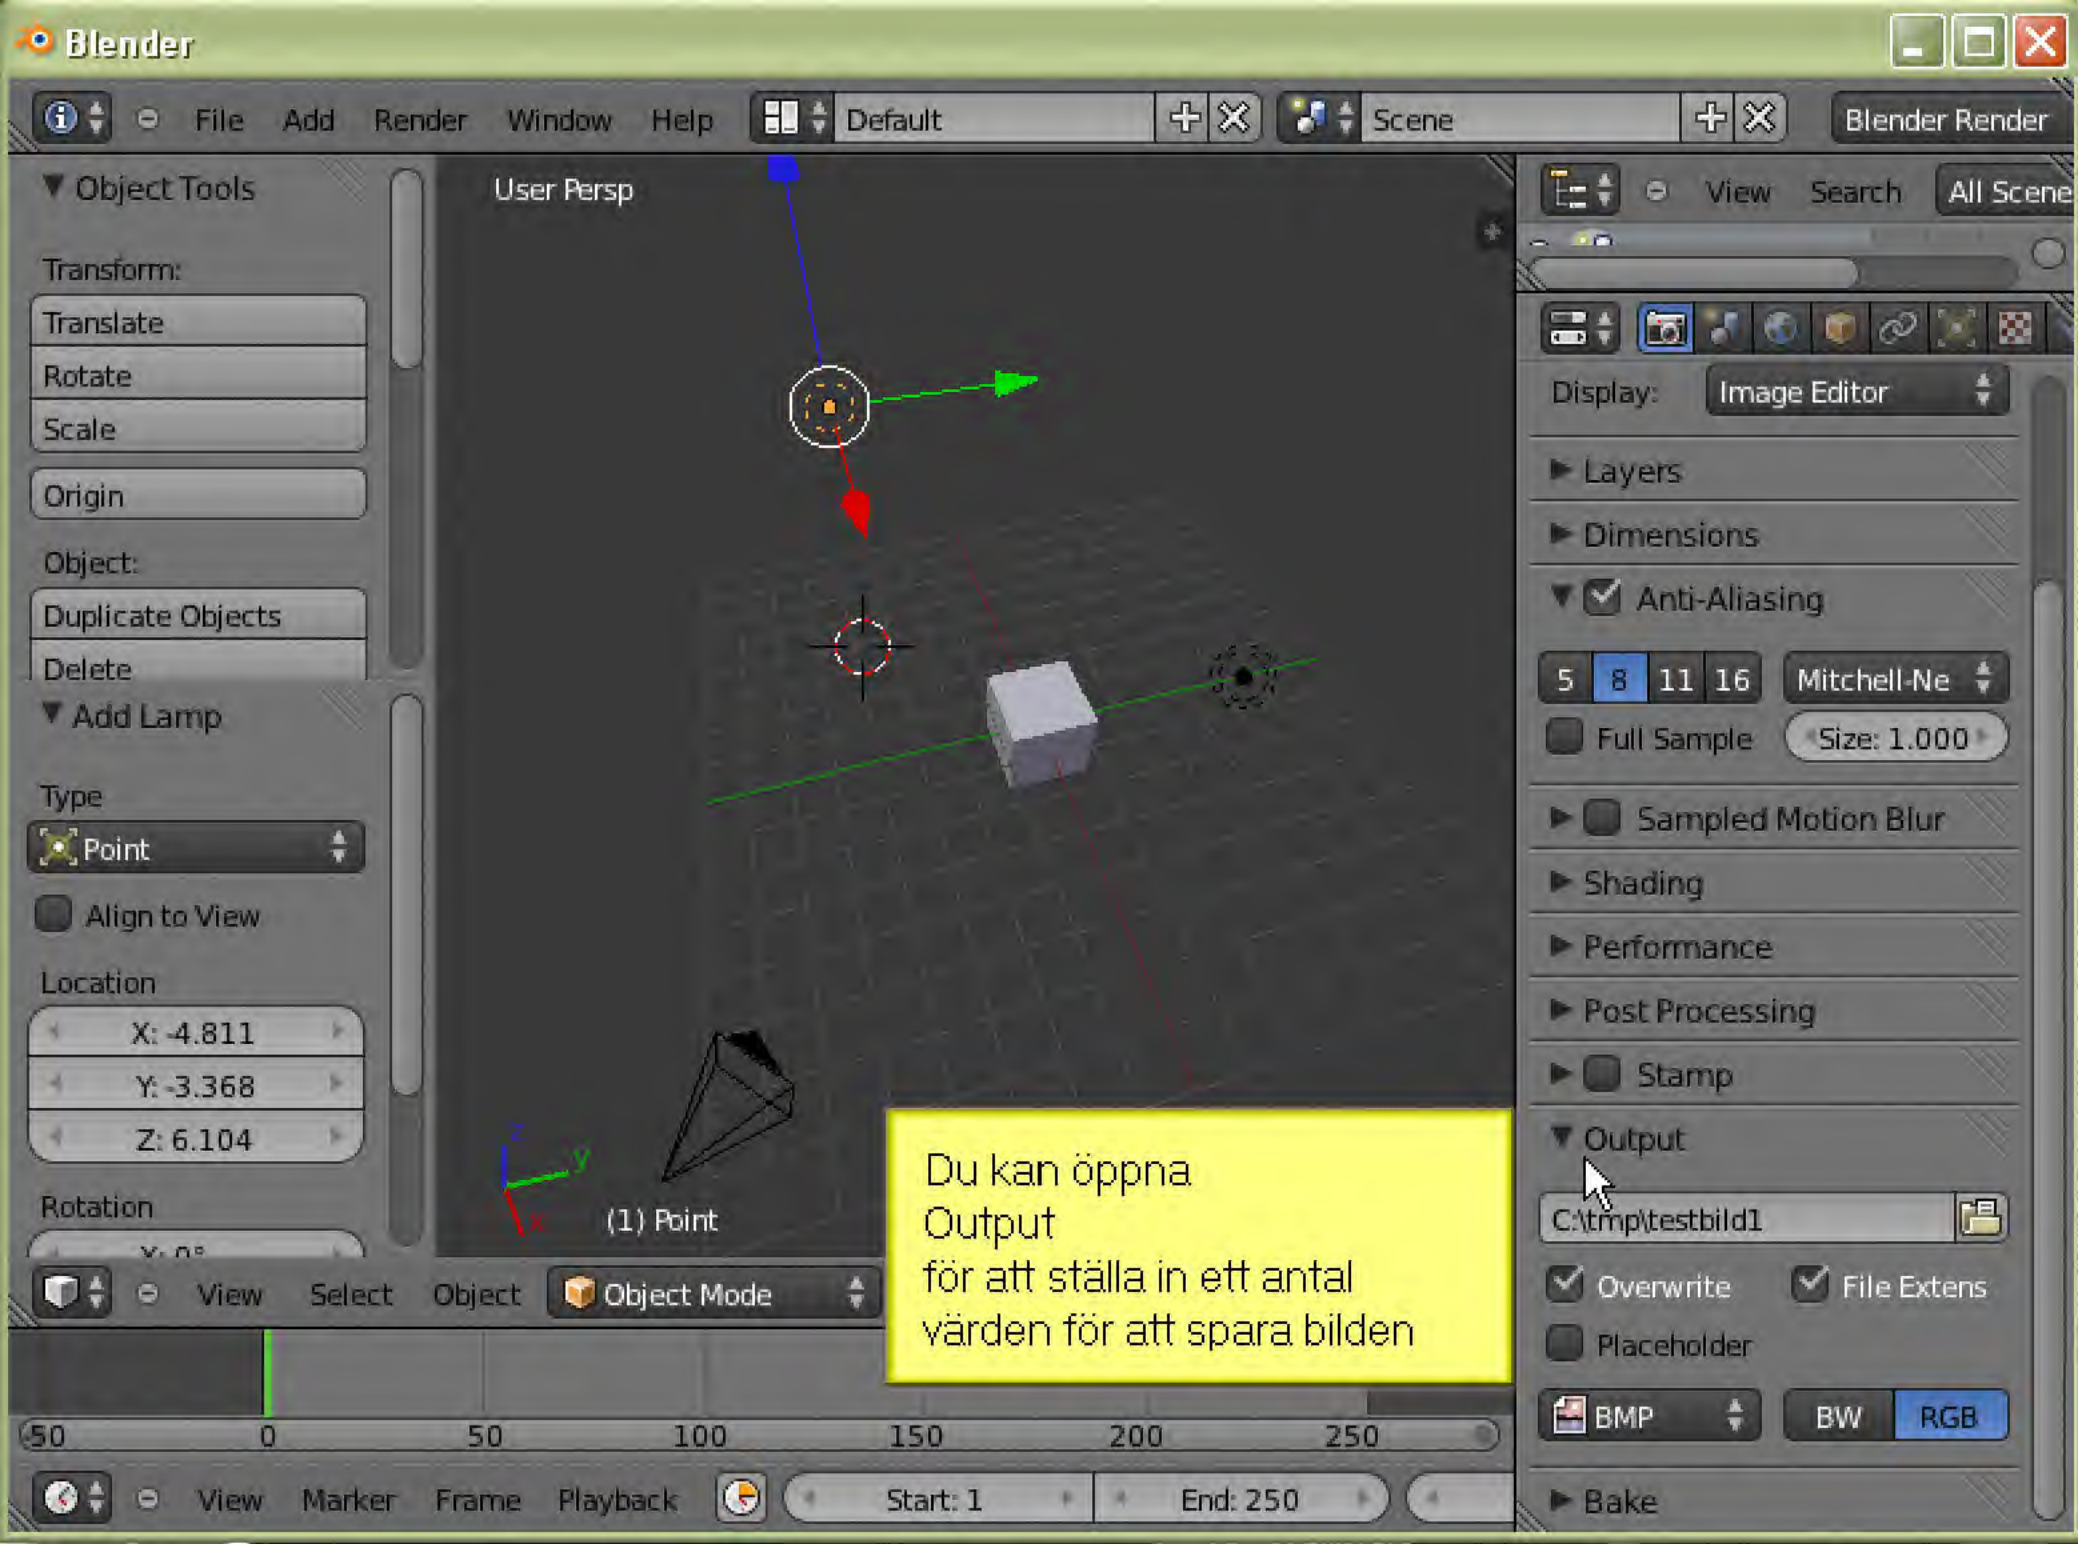 Blender
File Add Render Window Help Default Scene Blender Render
Object Tools
Transform:
Translate
Rotate
Scale
Origin
Object:
Duplicate Objects
Delete
Add Lamp
Type
Point
Align to View
Location
X: -4.811
Y: -3.368
Z: 6.104
Rotation
X: 0°
User Persp
z
y
x
(1) Point
View Select Object Object Mode
Du kan öppna
Output
för att ställa in ett antal
värden för att spara bilden
-50 0 50 100 150 200 250
View Marker Frame Playback Start: 1 End: 250
View Search All Scene
Display: Image Editor
Layers
Dimensions
Anti-Aliasing
5 8 11 16 Mitchell-Ne
Full Sample Size: 1.000
Sampled Motion Blur
Shading
Performance
Post Processing
Stamp
Output
C:\tmp\testbild1
Overwrite File Extens
Placeholder
BMP BW RGB
Bake